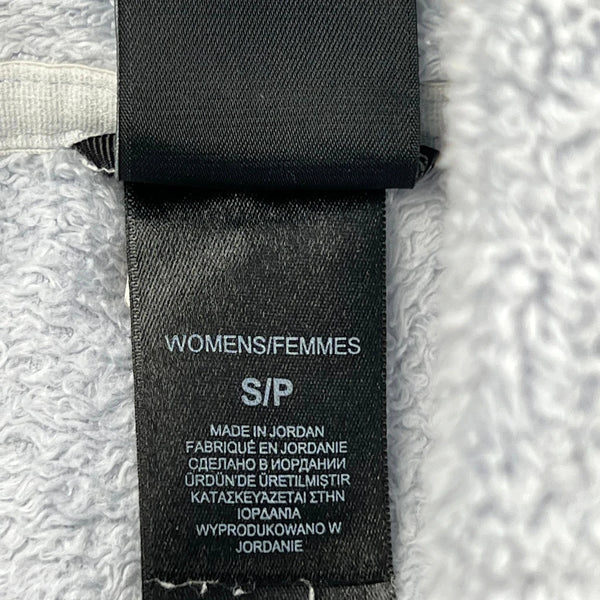 WOMENS/FEMMES
S/P
MADE IN JORDAN
FABRIQUÉ EN JORDANIE
СДЕЛАНО В ИОРДАНИИ
ÜRDÜN'DE ÜRETILMIŞTIR
ΚΑΤΑΣΚΕΥΑΖΕΤΑΙ ΣΤΗΝ
ΙΟΡΔΑΝΙΑ
WYPRODUKOWANO W
JORDANIE